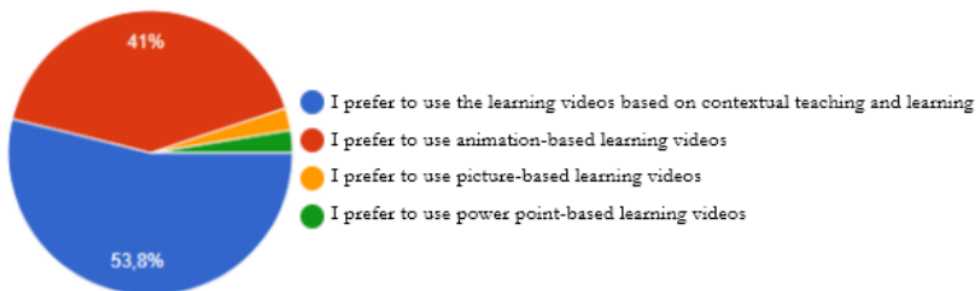 41%
I prefer to use the learning videos based on contextual teaching and learning
I prefer to use animation-based learning videos
I prefer to use picture-based learning videos
I prefer to use power point-based learning videos
53,8%